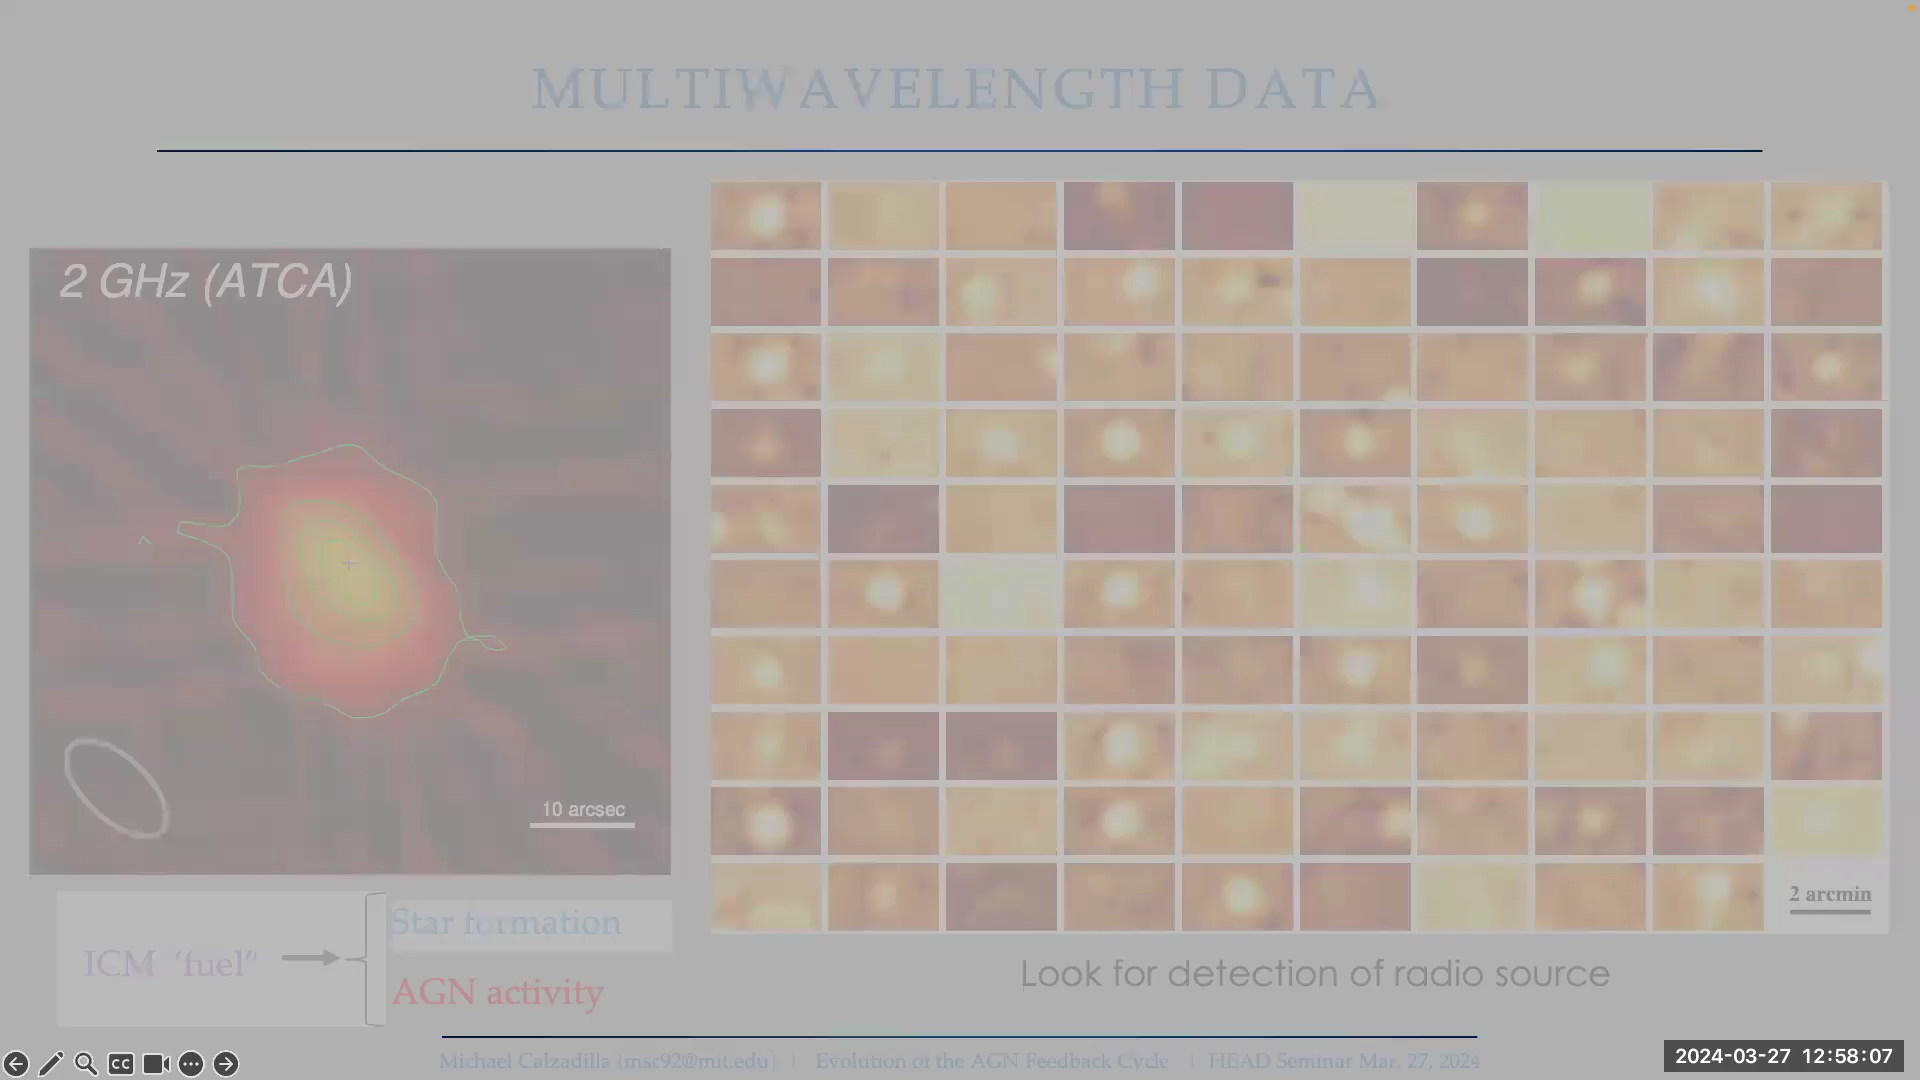 MULTIWAVELENGTH DATA
2 GHz (ATCA)
10 arcsec
2 arcmin
Star formation
ICM "fuel"
AGN activity
Look for detection of radio source
Michael Calzadilla (msc92@mit.edu) | Evolution of the AGN Feedback Cycle | FIEAD Seminar Mar, 27, 2024
CC
2024-03-27 12:58:07